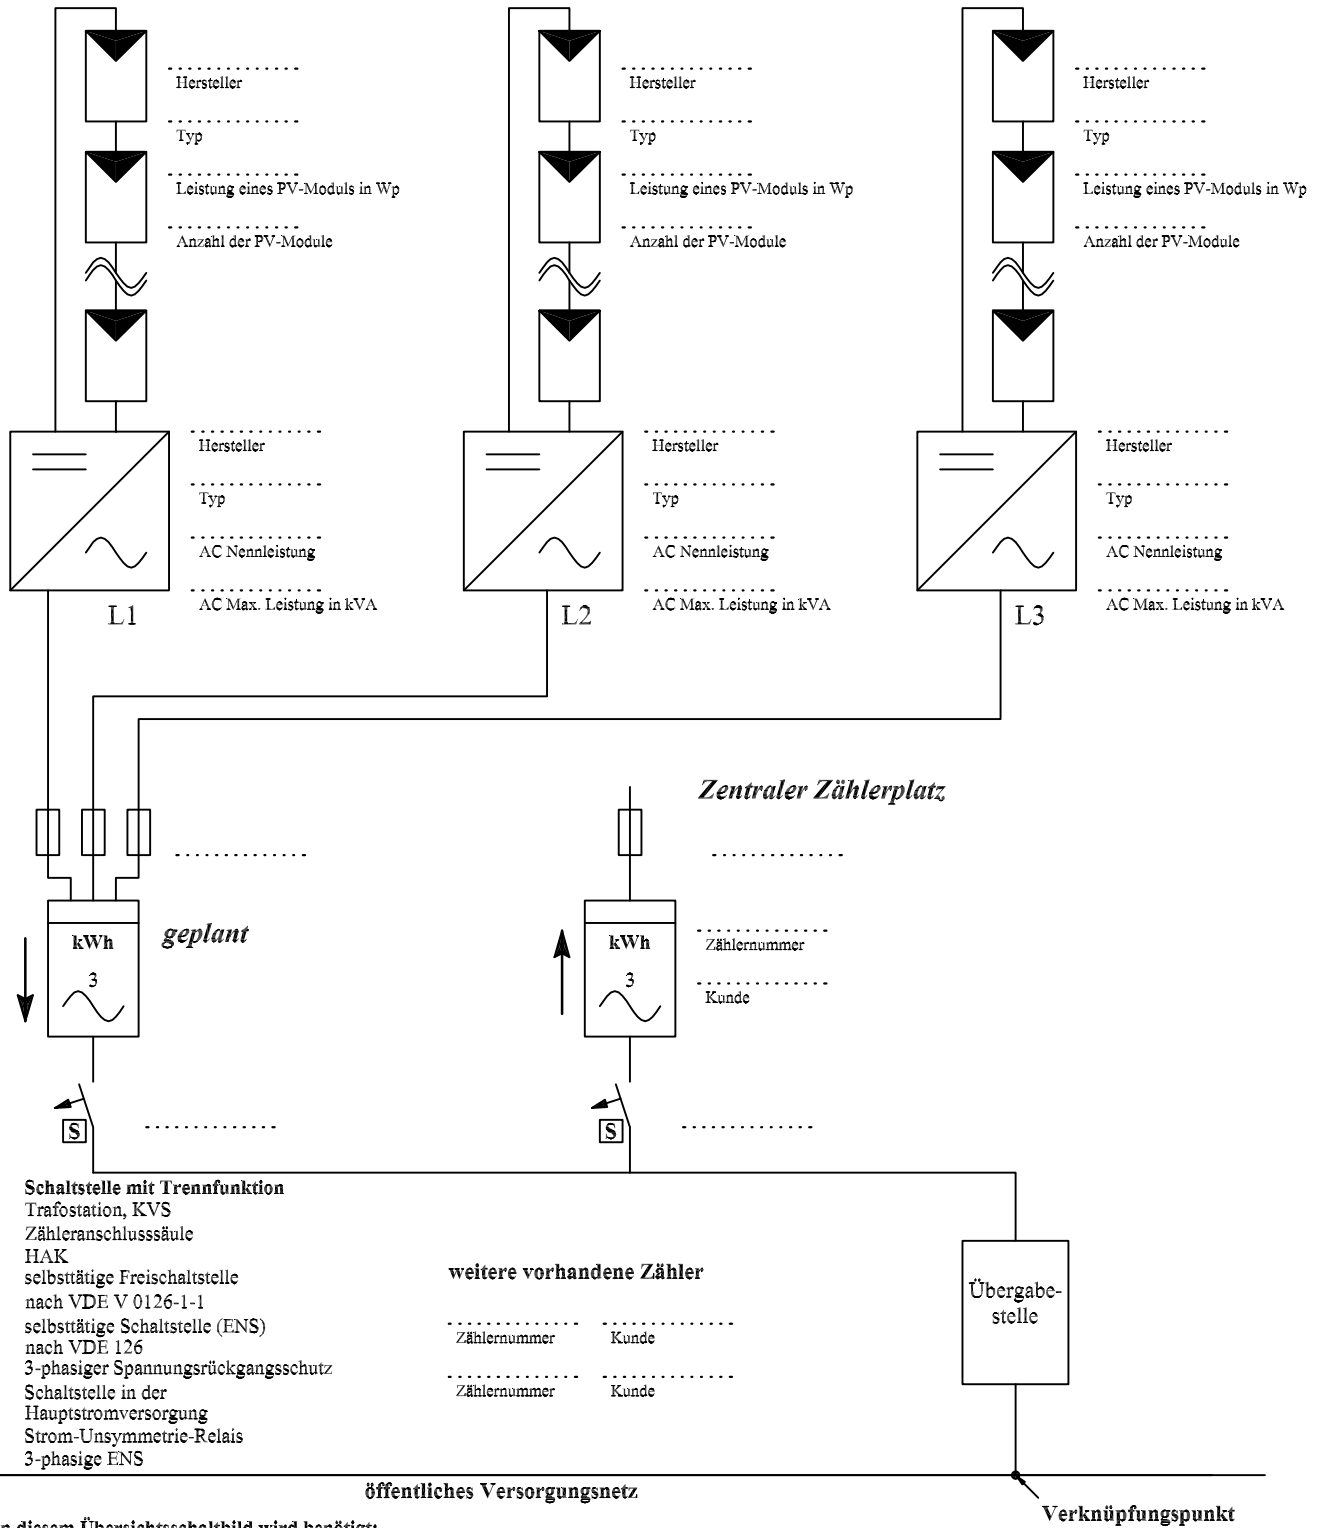 Hersteller
Typ
Leistung eines PV-Moduls in Wp
Anzahl der PV-Module
Hersteller
Typ
Leistung eines PV-Moduls in Wp
Anzahl der PV-Module
Hersteller
Typ
Leistung eines PV-Moduls in Wp
Anzahl der PV-Module
Hersteller
Typ
AC Nennleistung
AC Max. Leistung in kVA
L1
Hersteller
Typ
AC Nennleistung
AC Max. Leistung in kVA
L2
Hersteller
Typ
AC Nennleistung
AC Max. Leistung in kVA
L3
Zentraler Zählerplatz
kWh
3
geplant
kWh
3
Zählernummer
Kunde
S
S
Schaltstelle mit Trennfunktion
Trafostation, KVS
Zähleranschlusssäule
HAK
selbsttätige Freischaltstelle
nach VDE V 0126-1-1
selbsttätige Schaltstelle (ENS)
nach VDE 126
3-phasiger Spannungsrückgangsschutz
Schaltstelle in der
Hauptstromversorgung
Strom-Unsymmetrie-Relais
3-phasige ENS
weitere vorhandene Zähler
Zählernummer Kunde
Zählernummer Kunde
Übergabe-
stelle
öffentliches Versorgungsnetz
Verknüpfungspunkt
diesem Übersichtsschaltbild wird benötigt: